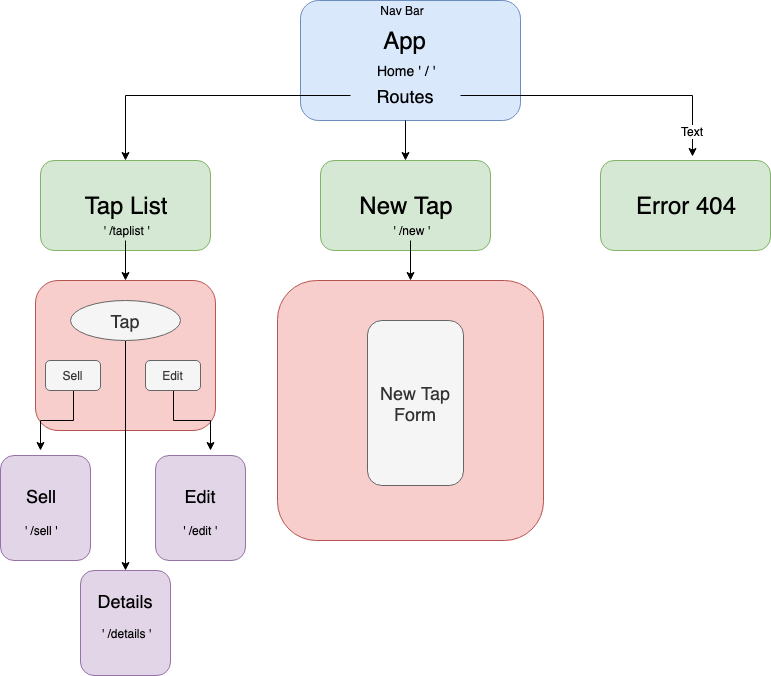 Nav Bar
App
Home ' / '
Routes
Text
Tap List
' /taplist '
New Tap
' /new '
Error 404
Tap
Sell
Edit
New Tap
Form
Sell
' /sell '
Edit
' /edit '
Details
' /details '